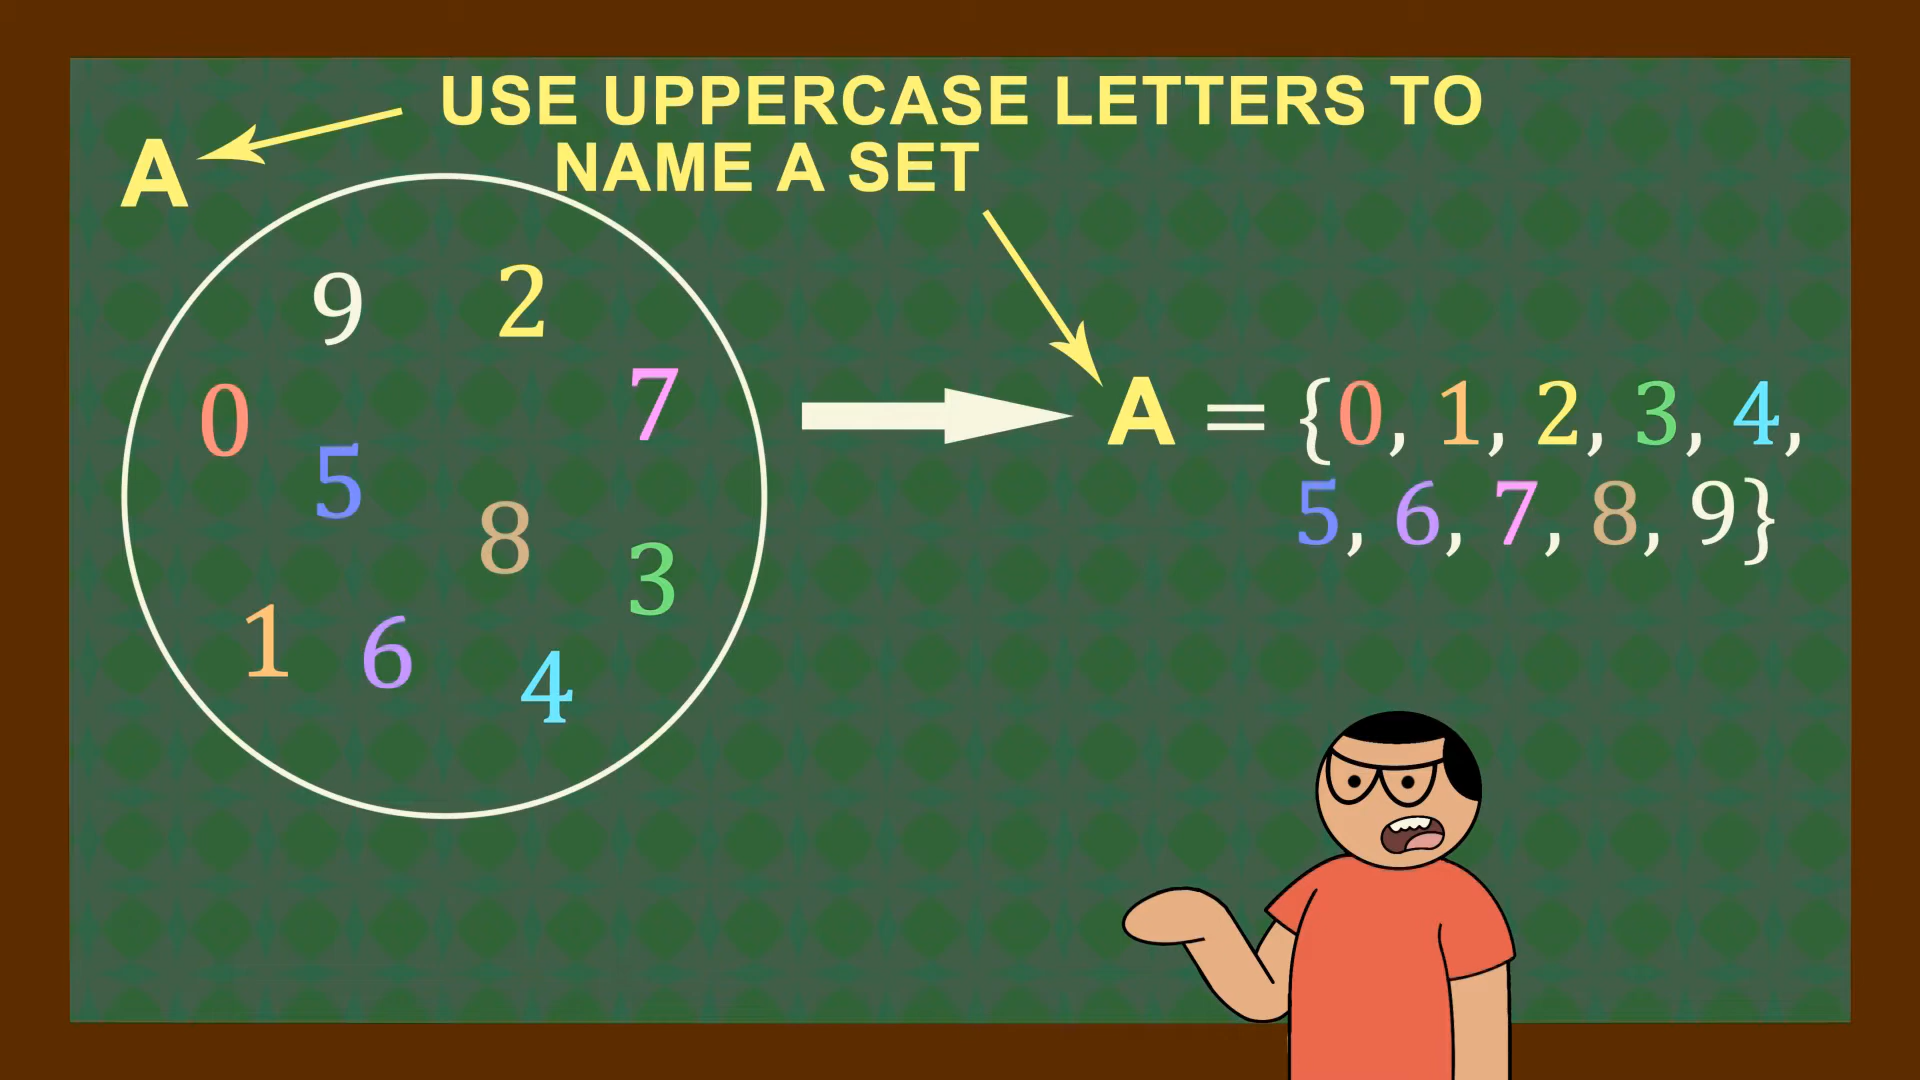 USE UPPERCASE LETTERS TO
NAME A SET
A
9 2
0 7
5
8
3
1 6
4
A = {0, 1, 2, 3, 4,
5, 6, 7, 8, 9}